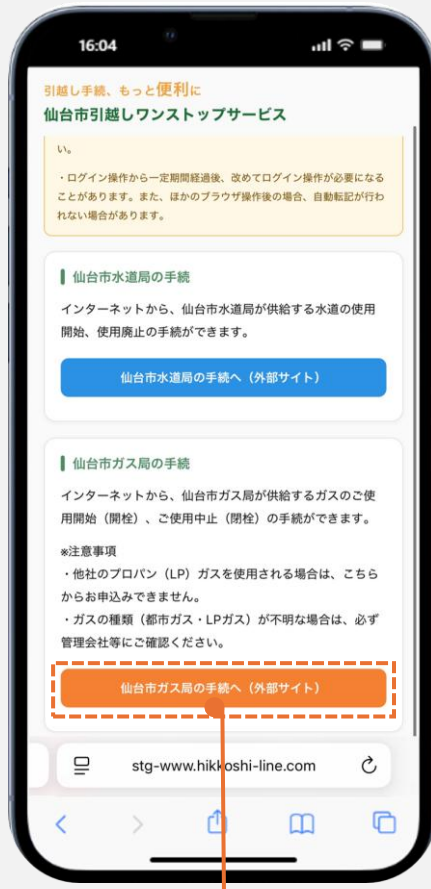 16:04
引越し手続、もっと便利に
仙台市引越しワンストップサービス
い。
・ログイン操作から一定期間経過後、改めてログイン操作が必要になる
ことがあります。また、ほかのブラウザ操作後の場合、自動転記が行わ
れない場合があります。
仙台市水道局の手続
インターネットから、仙台市水道局が供給する水道の使用
開始、使用廃止の手続ができます。
仙台市水道局の手続へ（外部サイト）
仙台市ガス局の手続
インターネットから、仙台市ガス局が供給するガスのご使
用開始（開栓）、ご使用中止（閉栓）の手続ができます。
※注意事項
・他社のプロパン（LP）ガスを使用される場合は、こちら
からお申込みできません。
・ガスの種類（都市ガス・LPガス）が不明な場合は、必ず
管理会社等にご確認ください。
仙台市ガス局の手続へ（外部サイト）
stg-www.hikkoshi-line.com